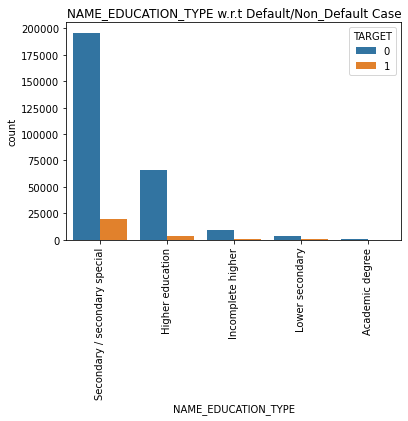 NAME_EDUCATION_TYPE w.r.t Default/Non_Default Case
TARGET
0
1
200000
175000
150000
125000
100000
75000
50000
25000
0
count
Secondary / secondary special
Higher education
Incomplete higher
Lower secondary
Academic degree
NAME_EDUCATION_TYPE